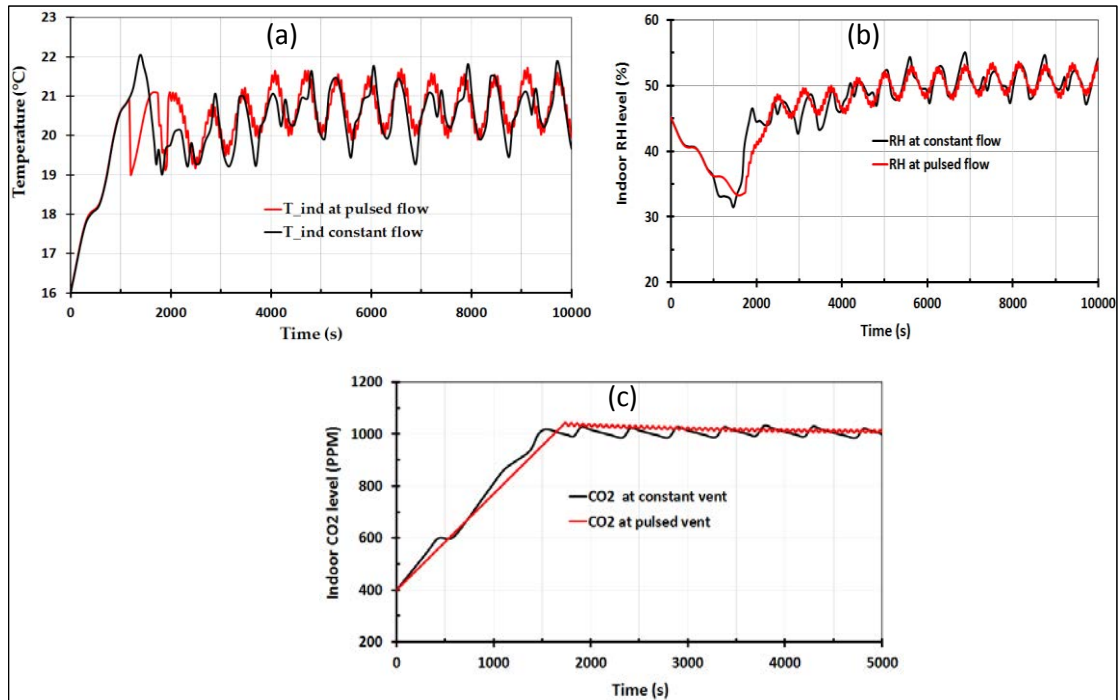 (a)
Temperature (°C)
23
22
21
20
19
18
17
16
T_ind at pulsed flow
T_ind constant flow
0 2000 4000 6000 8000 10000
Time (s)
(b)
Indoor RH level (%)
60
50
40
30
20
RH at constant flow
RH at pulsed flow
0 2000 4000 6000 8000 10000
Time (s)
(c)
Indoor CO2 level (PPM)
1200
1000
800
600
400
200
CO2 at constant vent
CO2 at pulsed vent
0 1000 2000 3000 4000 5000
Time (s)